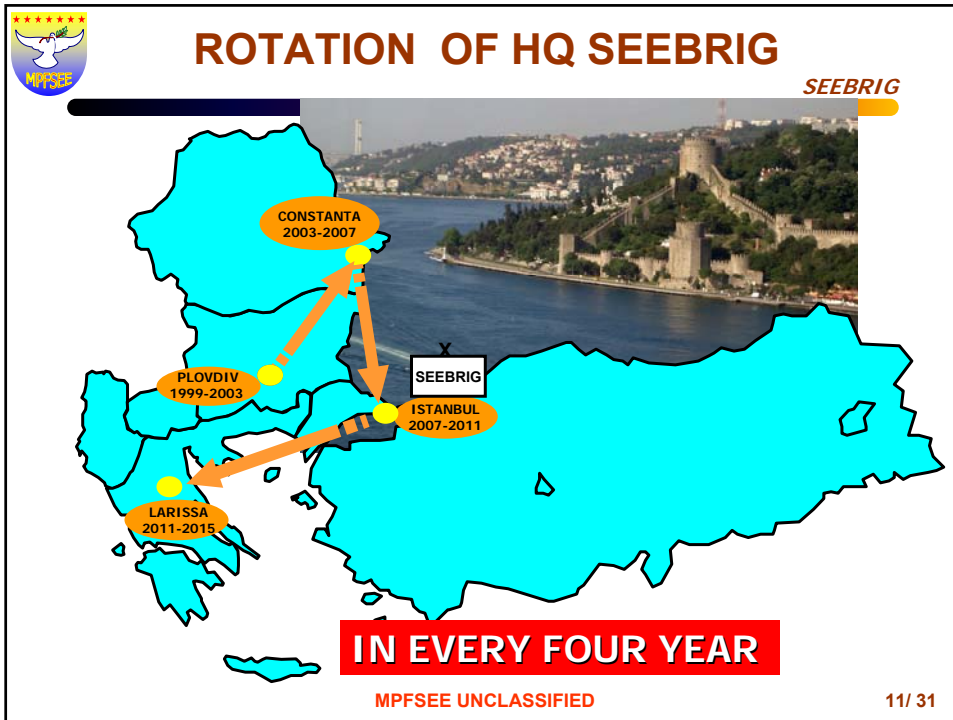 MPFSEE
ROTATION OF HQ SEEBRIG
SEEBRIG
CONSTANTA
2003-2007
X
SEEBRIG
PLOVDIV
1999-2003
ISTANBUL
2007-2011
LARISSA
2011-2015
IN EVERY FOUR YEAR
MPFSEE UNCLASSIFIED
11/ 31